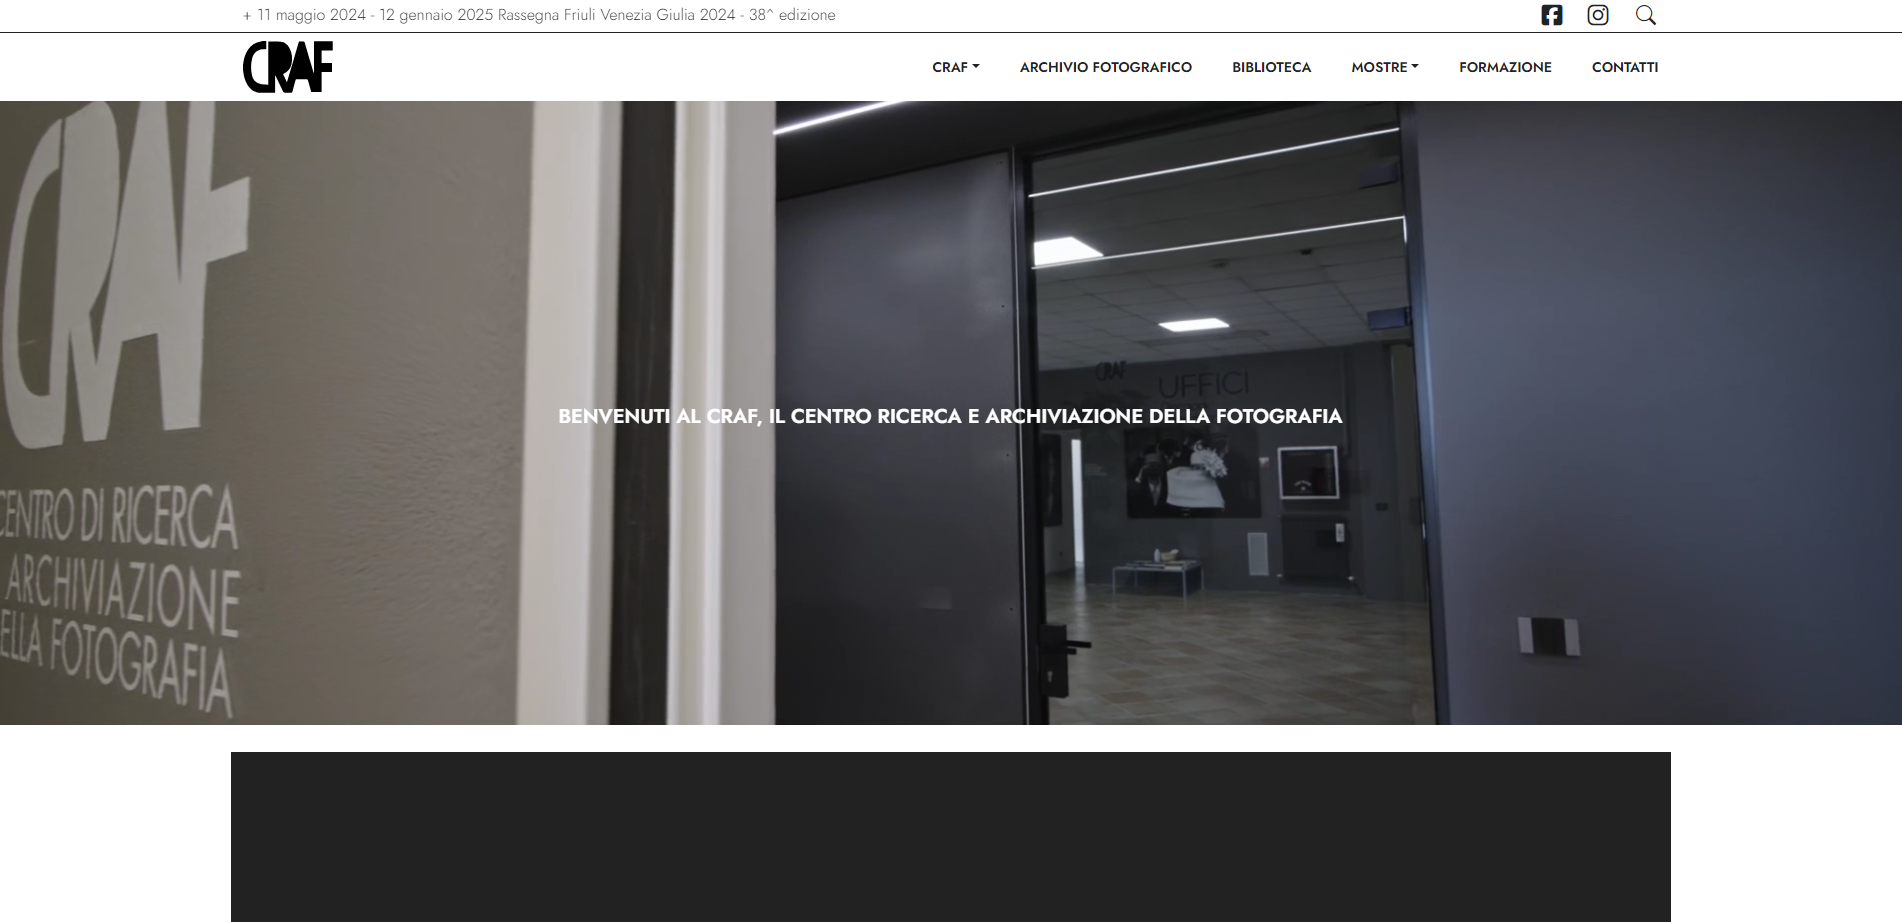 + 11 maggio 2024 - 12 gennaio 2025 Rassegna Friuli Venezia Giulia 2024 - 38^ edizione
CRAF
CRAF
ARCHIVIO FOTOGRAFICO
BIBLIOTECA
MOSTRE
FORMAZIONE
CONTATTI
CRAF
CRAF
UFFICI
BENVENUTI AL CRAF, IL CENTRO RICERCA E ARCHIVIAZIONE DELLA FOTOGRAFIA
CENTRO DI RICERCA
ARCHIVIAZIONE
ELLA FOTOGRAFIA